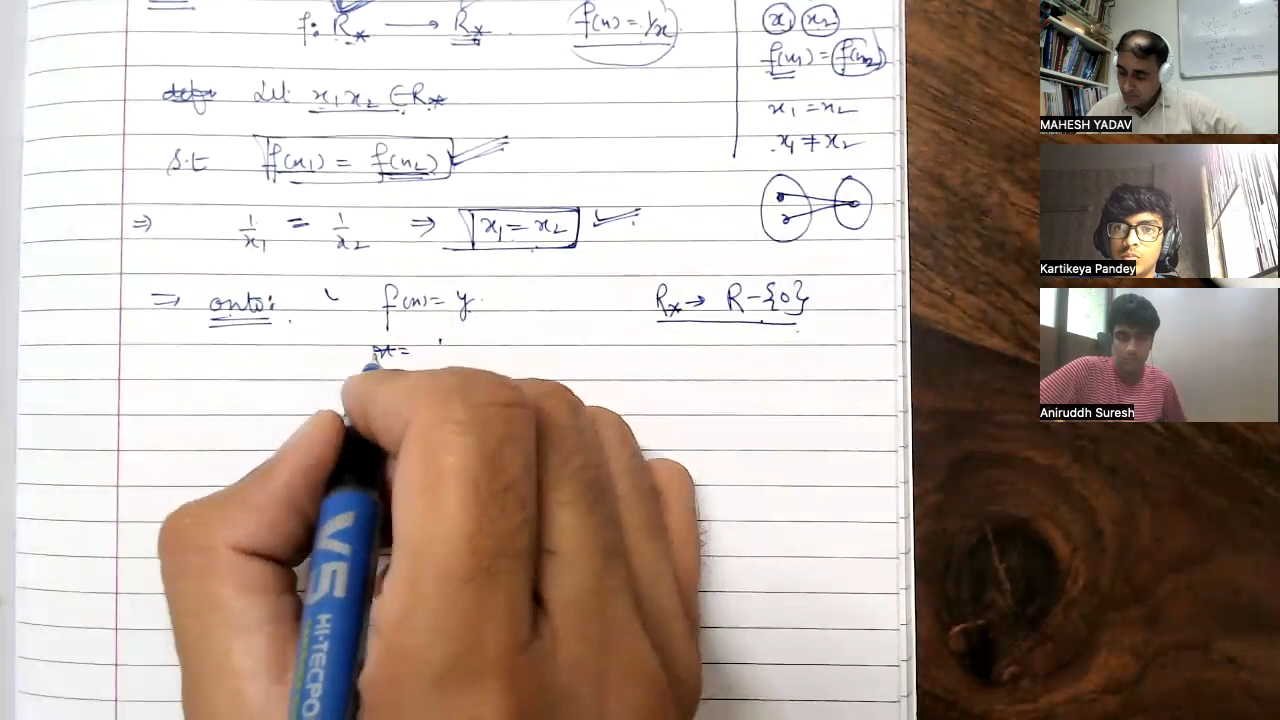 f: R* → R* f(x) = 1/x
Let x1 x2 ∈ R*
s.t f(x1) = f(x2)
⇒ 1/x1 = 1/x2 ⇒ x1 = x2
⇒ onto: f(x) = y. R* → R-{0}
x1 x2
f(x1) = f(x2)
x1 = x2
x1 ≠ x2
V5
HI-TECPO
MAHESH YADAV
Kartikeya Pandey
Aniruddh Suresh